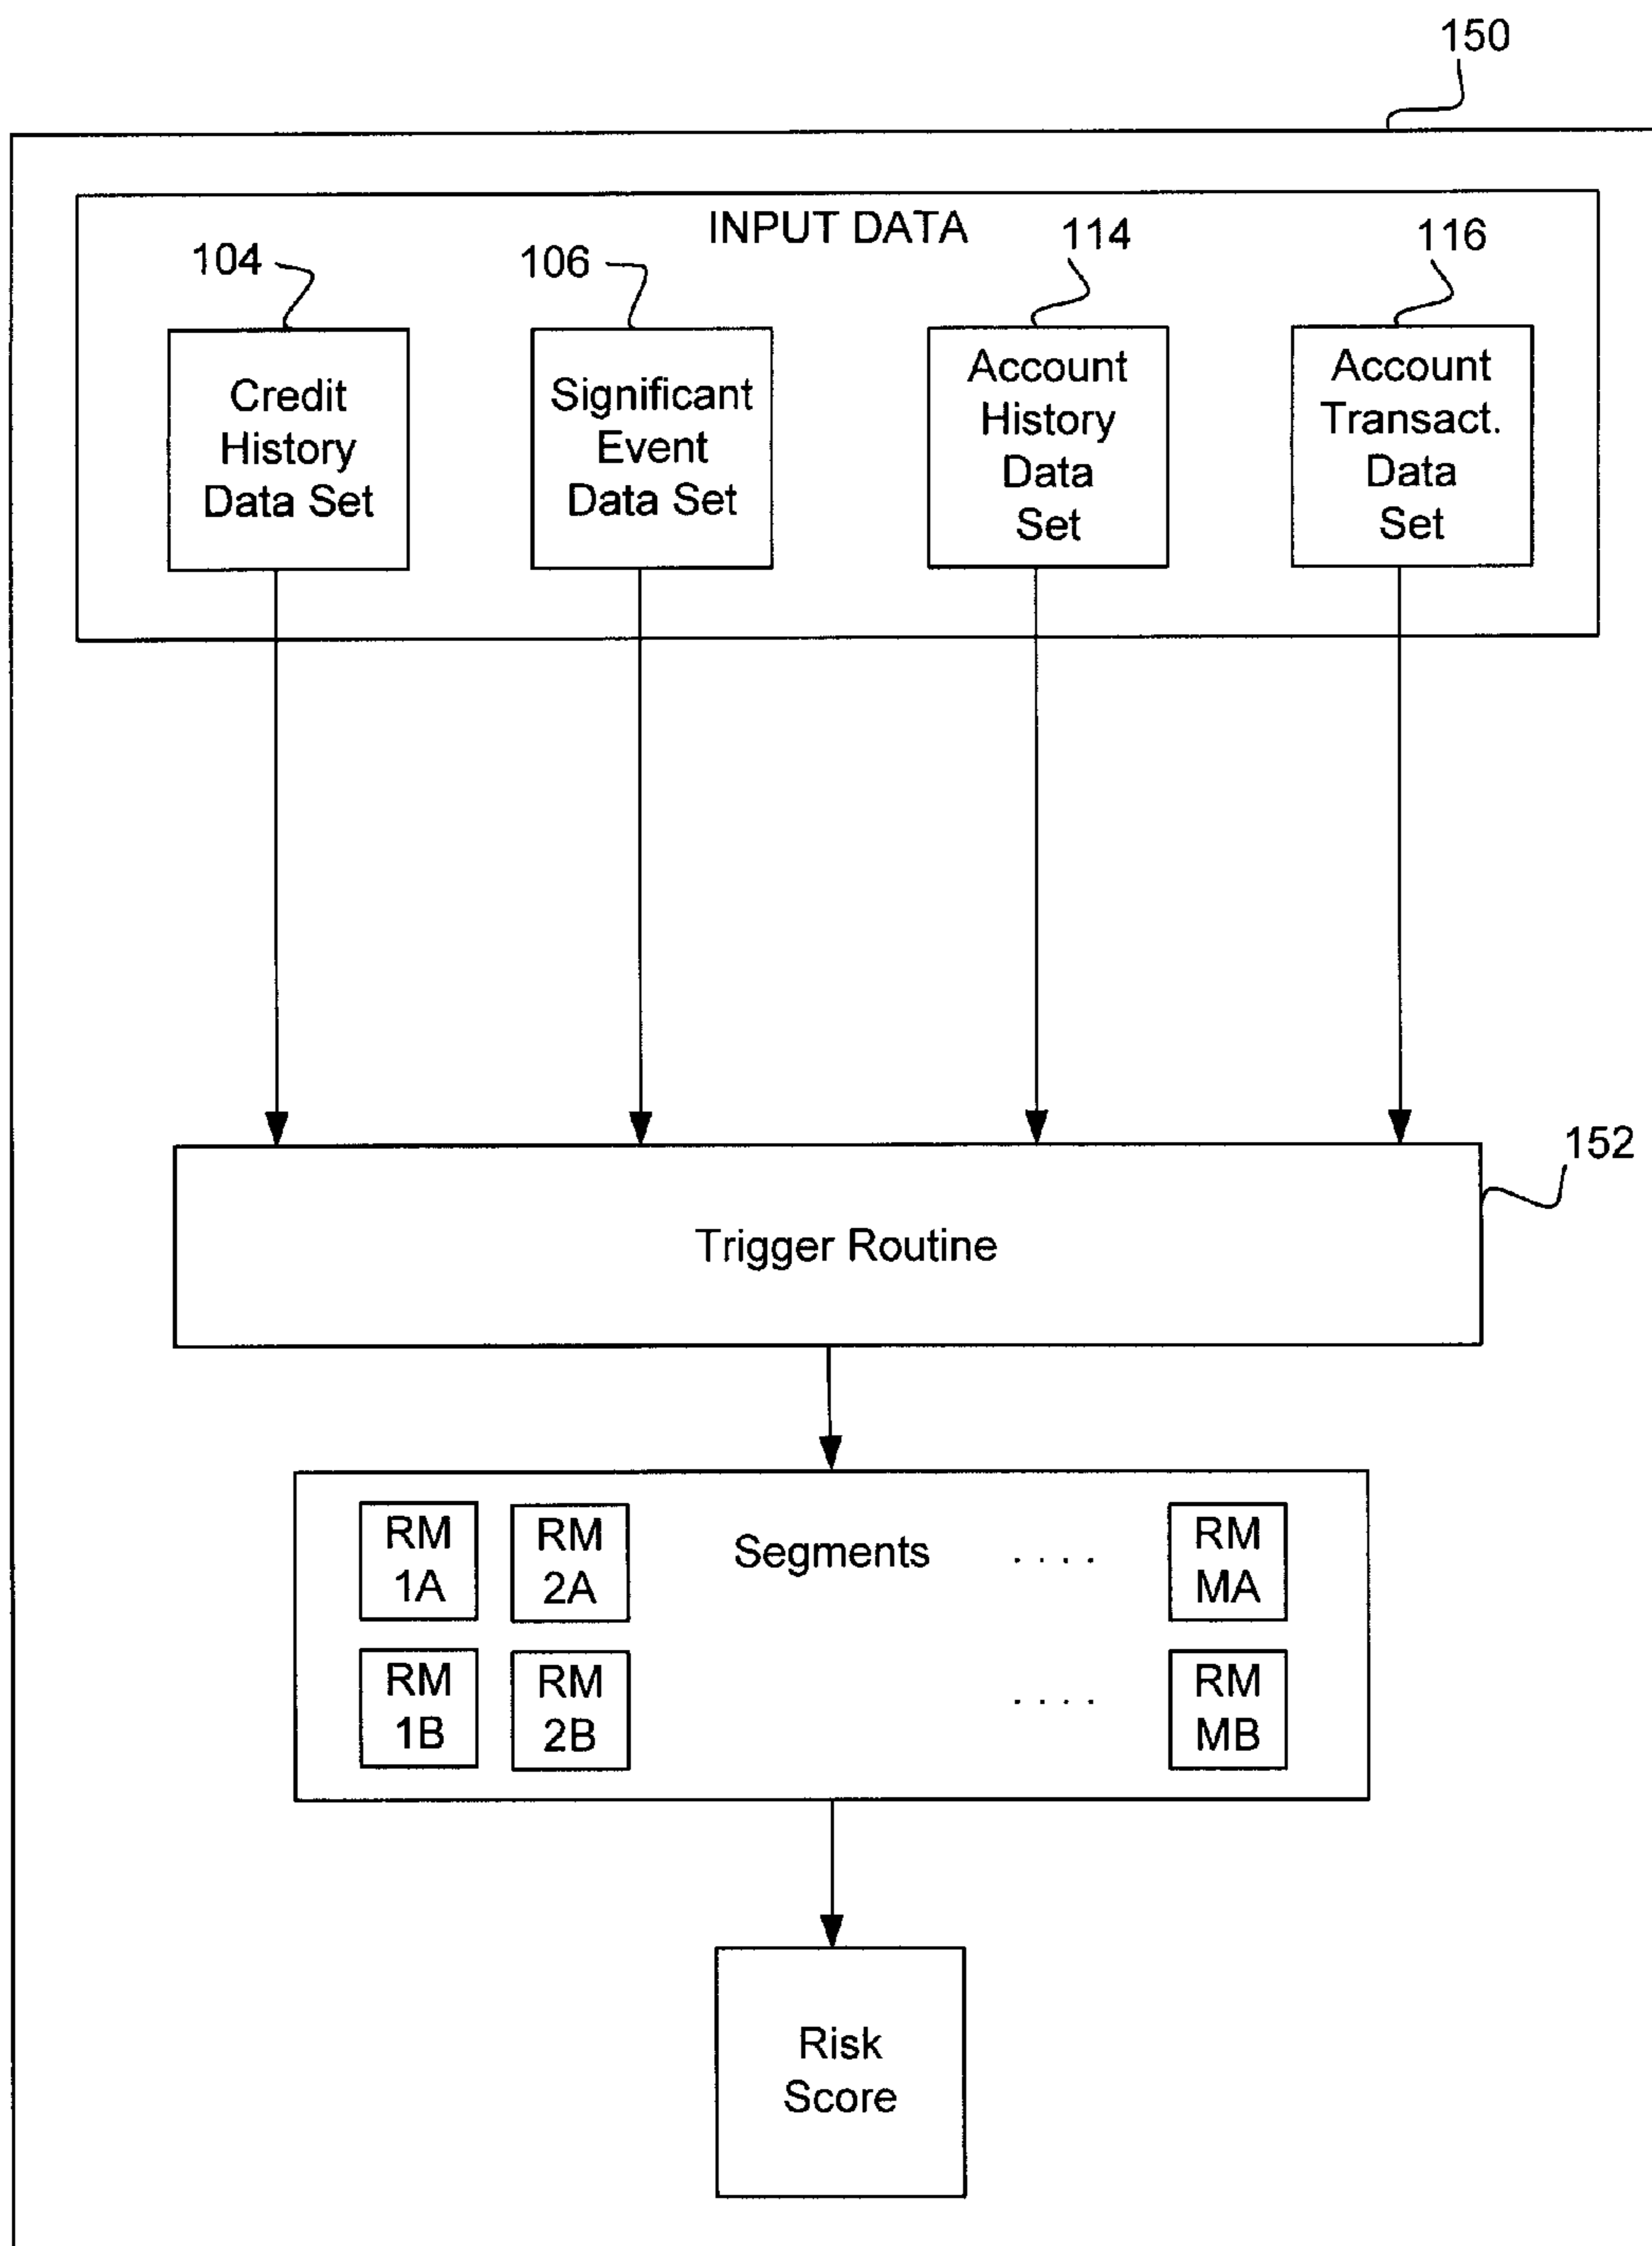 150
INPUT DATA
104
106
114
116
Credit
History
Data Set
Significant
Event
Data Set
Account
History
Data
Set
Account
Transact.
Data
Set
152
Trigger Routine
RM
1A
RM
2A
Segments
. . . .
RM
MA
RM
1B
RM
2B
. . . .
RM
MB
Risk
Score